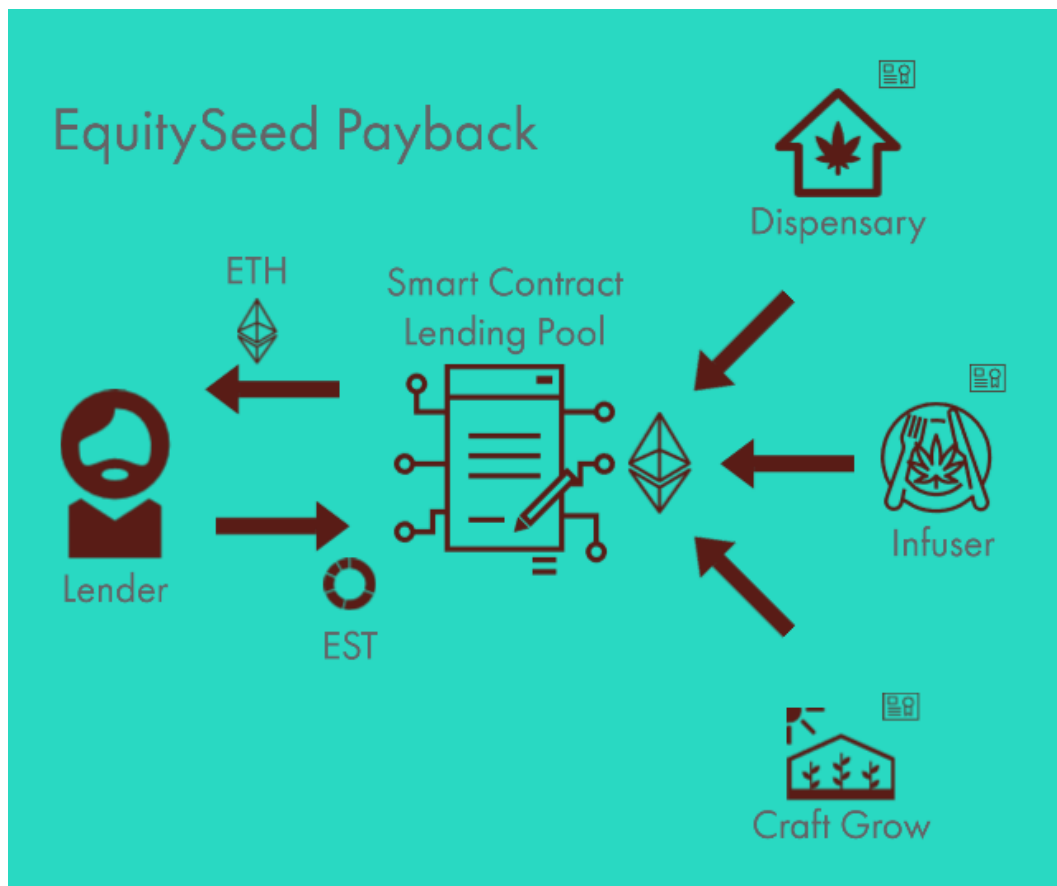 EquitySeed Payback
Dispensary
ETH
Smart Contract
Lending Pool
Infuser
Lender
EST
Craft Grow